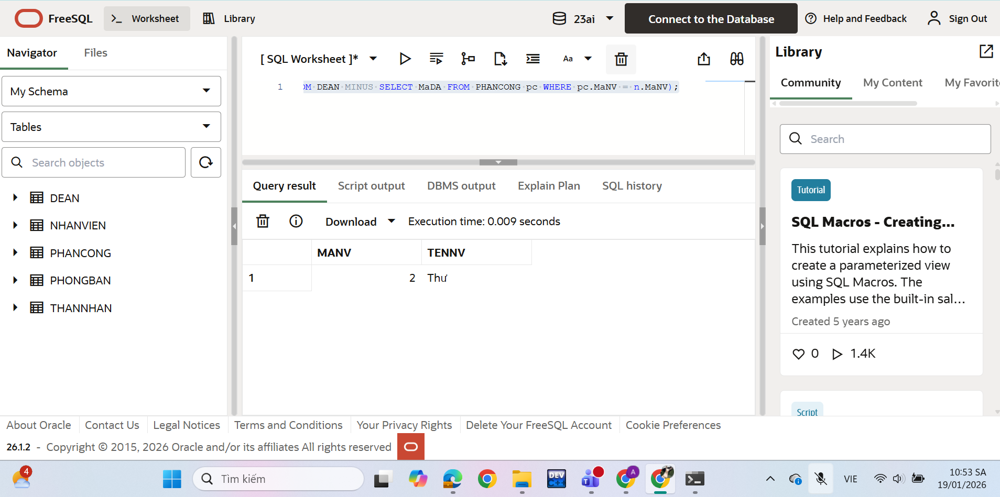 FreeSQL
Worksheet
Library
23ai
Connect to the Database
Help and Feedback
Sign Out
Navigator
Files
My Schema
Tables
Search objects
DEAN
NHANVIEN
PHANCONG
PHONGBAN
THANNHAN
[ SQL Worksheet ]*
Aa
1
DEAN MINUS SELECT MaDA FROM PHANCONG pc WHERE pc.MaNV = n.MaNV);
Query result
Script output
DBMS output
Explain Plan
SQL history
Download
Execution time: 0.009 seconds
MANV TENNV
1 2 Thư
Library
Community
My Content
My Favorit
Search
Tutorial
SQL Macros - Creating...
This tutorial explains how to
create a parameterized view
using SQL Macros. The
examples use the built-in sal...
Created 5 years ago
0
1.4K
Script
About Oracle
Contact Us
Legal Notices
Terms and Conditions
Your Privacy Rights
Delete Your FreeSQL Account
Cookie Preferences
26.1.2 - Copyright © 2015, 2026 Oracle and/or its affiliates All rights reserved
4
Tìm kiếm
DEV
C++
T
A
VIE
10:53 SA
19/01/2026